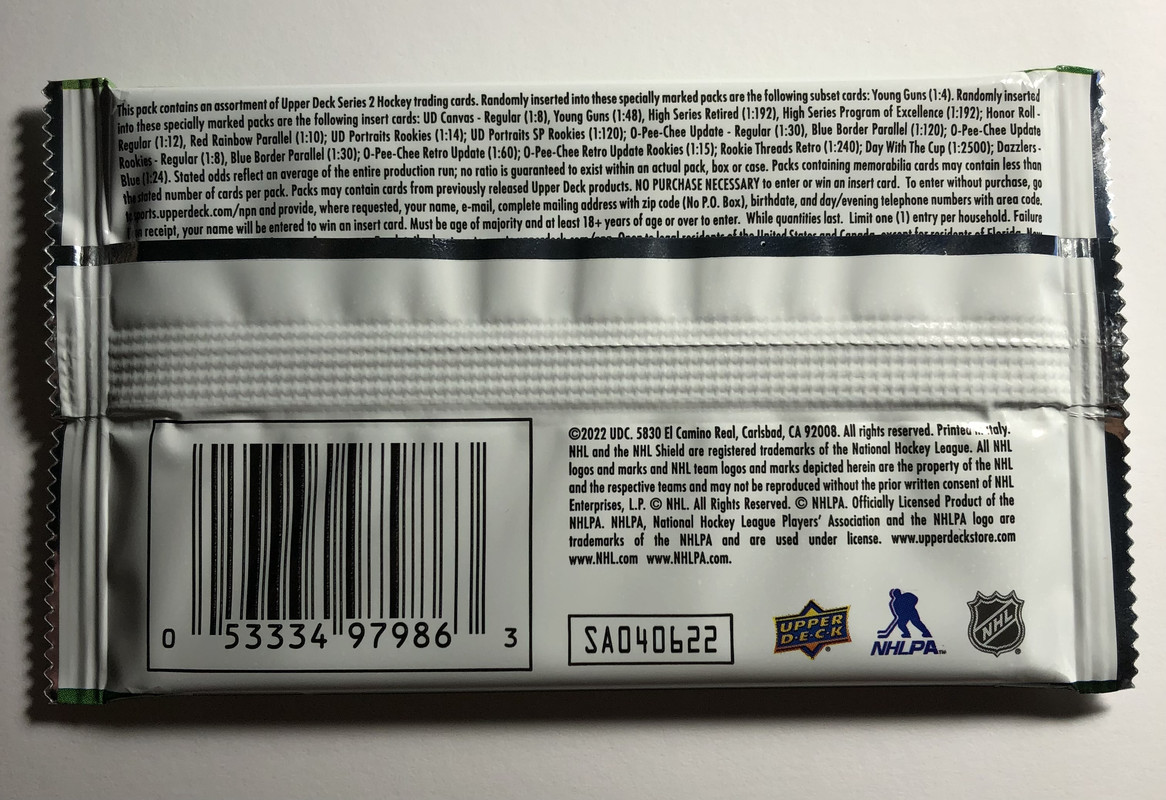 This pack contains an assortment of Upper Deck Series 2 Hockey trading cards. Randomly inserted into these specially marked packs are the following subset cards: Young Guns (1:4). Randomly inserted
into these specially marked packs are the following insert cards: UD Canvas - Regular (1:8), Young Guns (1:48), High Series Retired (1:192), High Series Program of Excellence (1:192); Honor Roll -
Regular (1:12), Red Rainbow Parallel (1:10); UD Portraits Rookies (1:14); UD Portraits SP Rookies (1:120); O-Pee-Chee Update - Regular (1:30), Blue Border Parallel (1:120); O-Pee-Chee Update
Rookies - Regular (1:8), Blue Border Parallel (1:30); O-Pee-Chee Retro Update (1:60); O-Pee-Chee Retro Update Rookies (1:15); Rookie Threads Retro (1:240); Day With The Cup (1:2500); Dazzlers -
Blue (1:24). Stated odds reflect an average of the entire production run; no ratio is guaranteed to exist within an actual pack, box or case. Packs containing memorabilia cards may contain less than
the stated number of cards per pack. Packs may contain cards from previously released Upper Deck products. NO PURCHASE NECESSARY to enter or win an insert card. To enter without purchase, go
sports.upperdeck.com/npn and provide, where requested, your name, e-mail, complete mailing address with zip code (No P.O. Box), birthdate, and day/evening telephone numbers with area code.
receipt, your name will be entered to win an insert card. Must be age of majority and at least 18+ years of age or over to enter. While quantities last. Limit one (1) entry per household. Failure
Open to legal residents of the United States and Canada, except for residents of Florida, New
0 53334 97986 3
©2022 UDC. 5830 El Camino Real, Carlsbad, CA 92008. All rights reserved. Printed Italy.
NHL and the NHL Shield are registered trademarks of the National Hockey League. All NHL
logos and marks and NHL team logos and marks depicted herein are the property of the NHL
and the respective teams and may not be reproduced without the prior written consent of NHL
Enterprises, L.P. © NHL. All Rights Reserved. © NHLPA. Officially Licensed Product of the
NHLPA. NHLPA, National Hockey League Players' Association and the NHLPA logo are
trademarks of the NHLPA and are used under license. www.upperdeckstore.com
www.NHL.com www.NHLPA.com.
SA040622
UPPER
D·E·C·K
NHLPA™
NHL